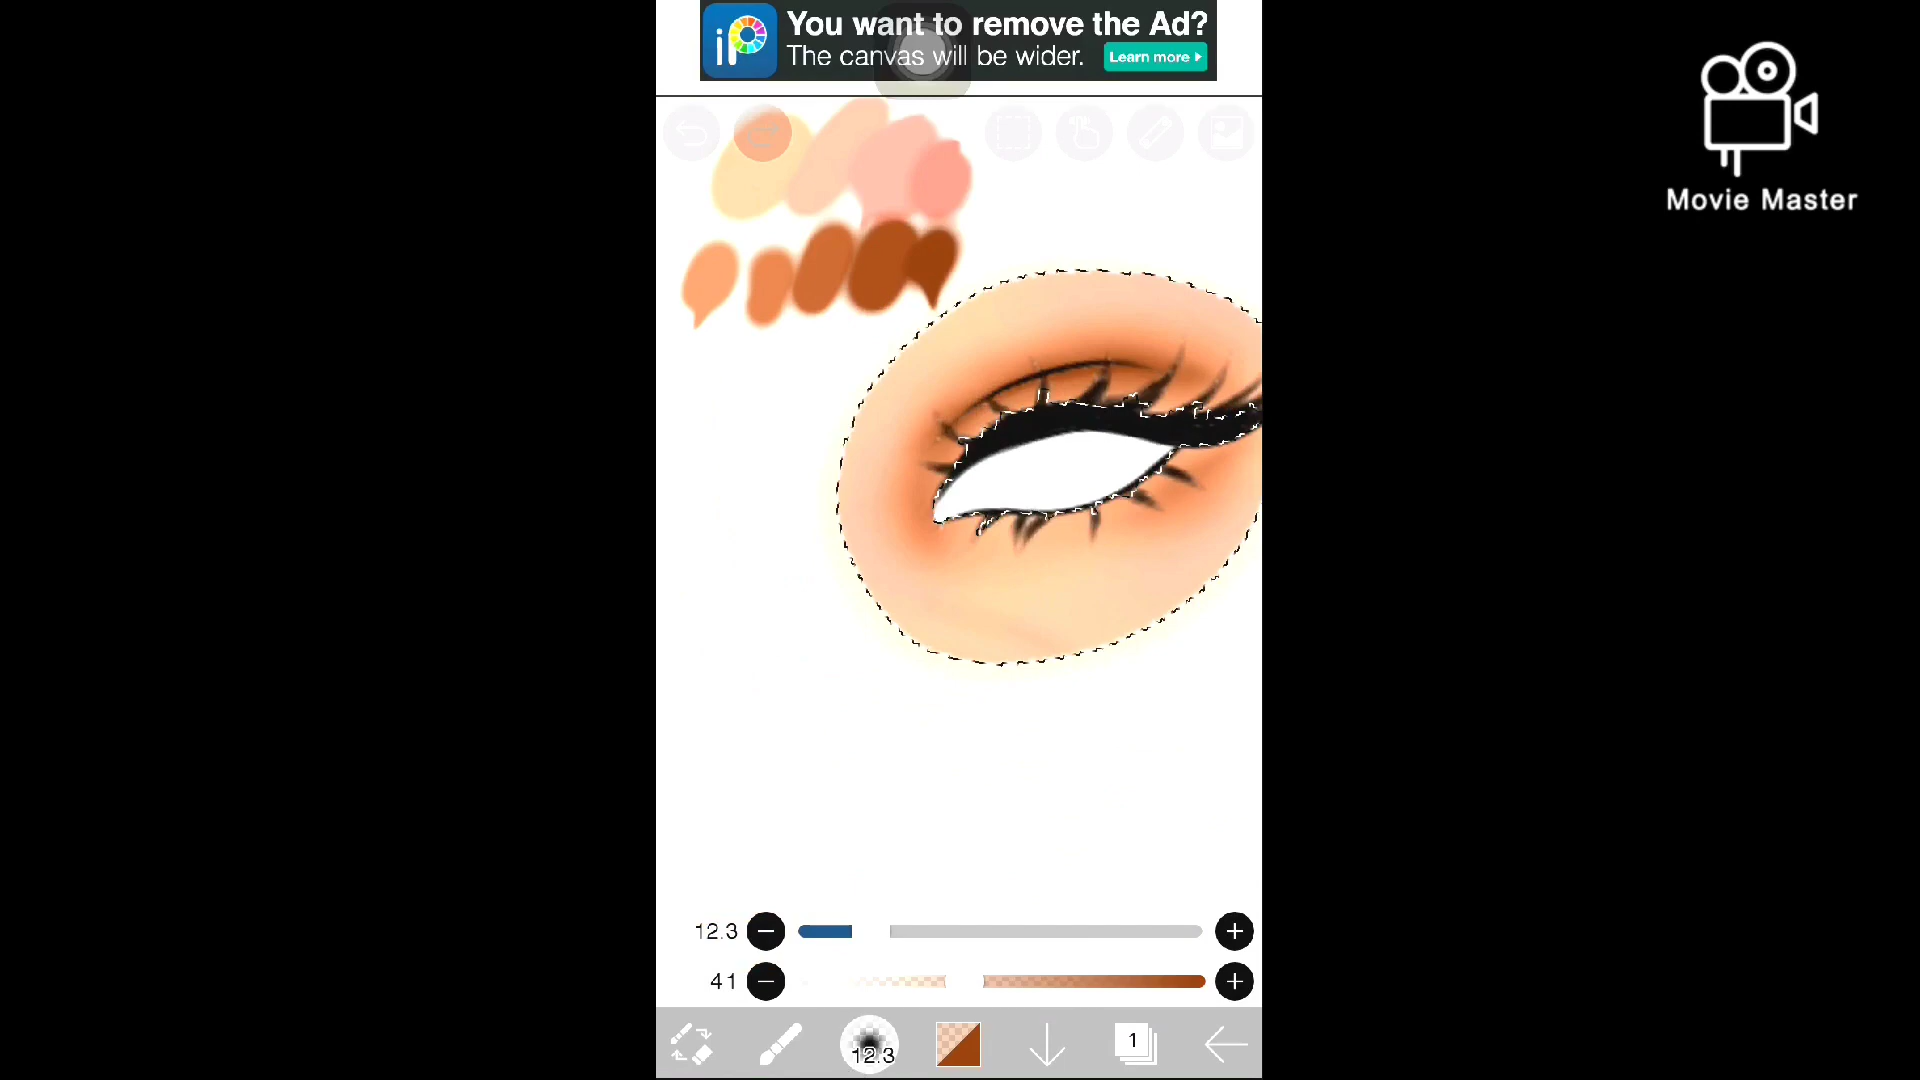 iP
You want to remove the Ad?
The canvas will be wider.
Learn more
Movie Master
12.3
41
12.3
1